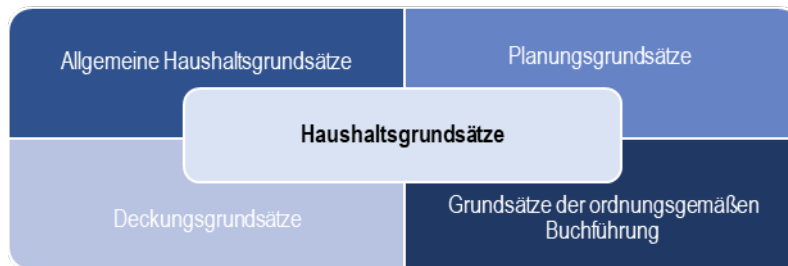 Allgemeine Haushaltsgrundsätze
Planungsgrundsätze
Haushaltsgrundsätze
Deckungsgrundsätze
Grundsätze der ordnungsgemäßen
Buchführung